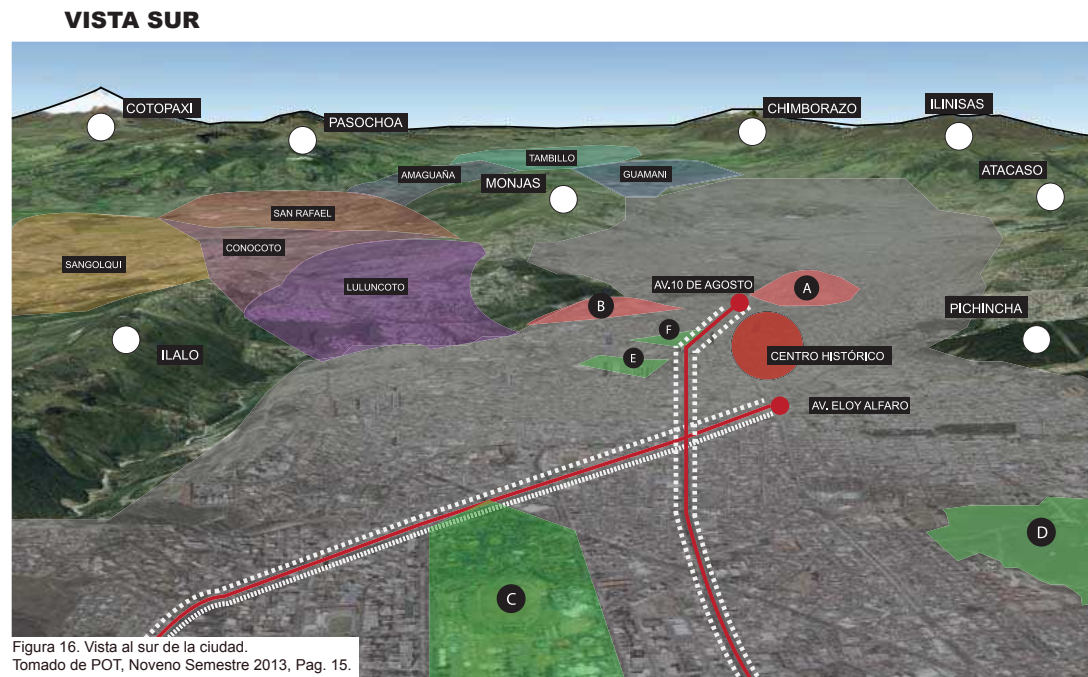 VISTA SUR
COTOPAXI
PASOCHOA
CHIMBORAZO
ILINISAS
TAMBILLO
AMAGUAÑA
MONJAS
GUAMANI
ATACASO
SAN RAFAEL
CONOCOTO
SANGOLQUI
LULUNCOTO
AV.10 DE AGOSTO
A
B
PICHINCHA
F
ILALO
E
CENTRO HISTÓRICO
AV. ELOY ALFARO
D
C
Figura 16. Vista al sur de la ciudad.
Tomado de POT, Noveno Semestre 2013, Pag. 15.